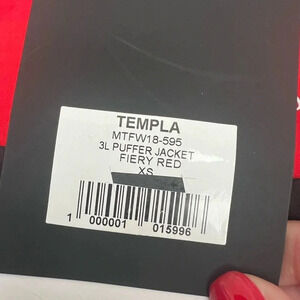 TEMPLA
MTFW18-595
3L PUFFER JACKET
FIERY RED
XS
1 000001 015996